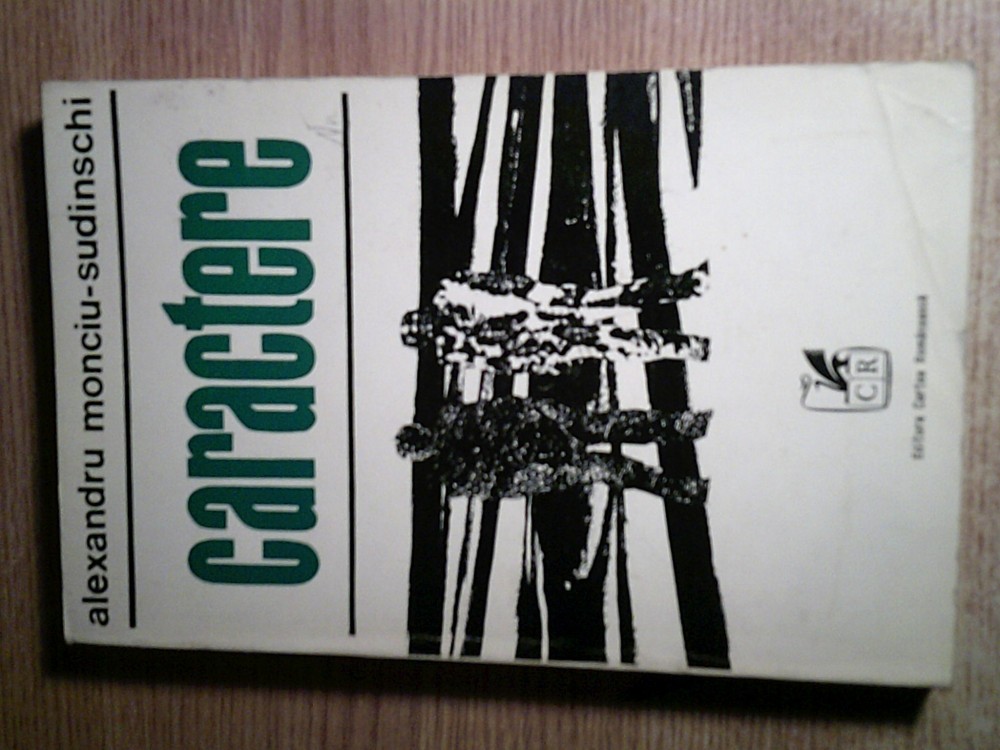 alexandru monciu-sudinschi
caractere
CR
Editura Cartea Românească